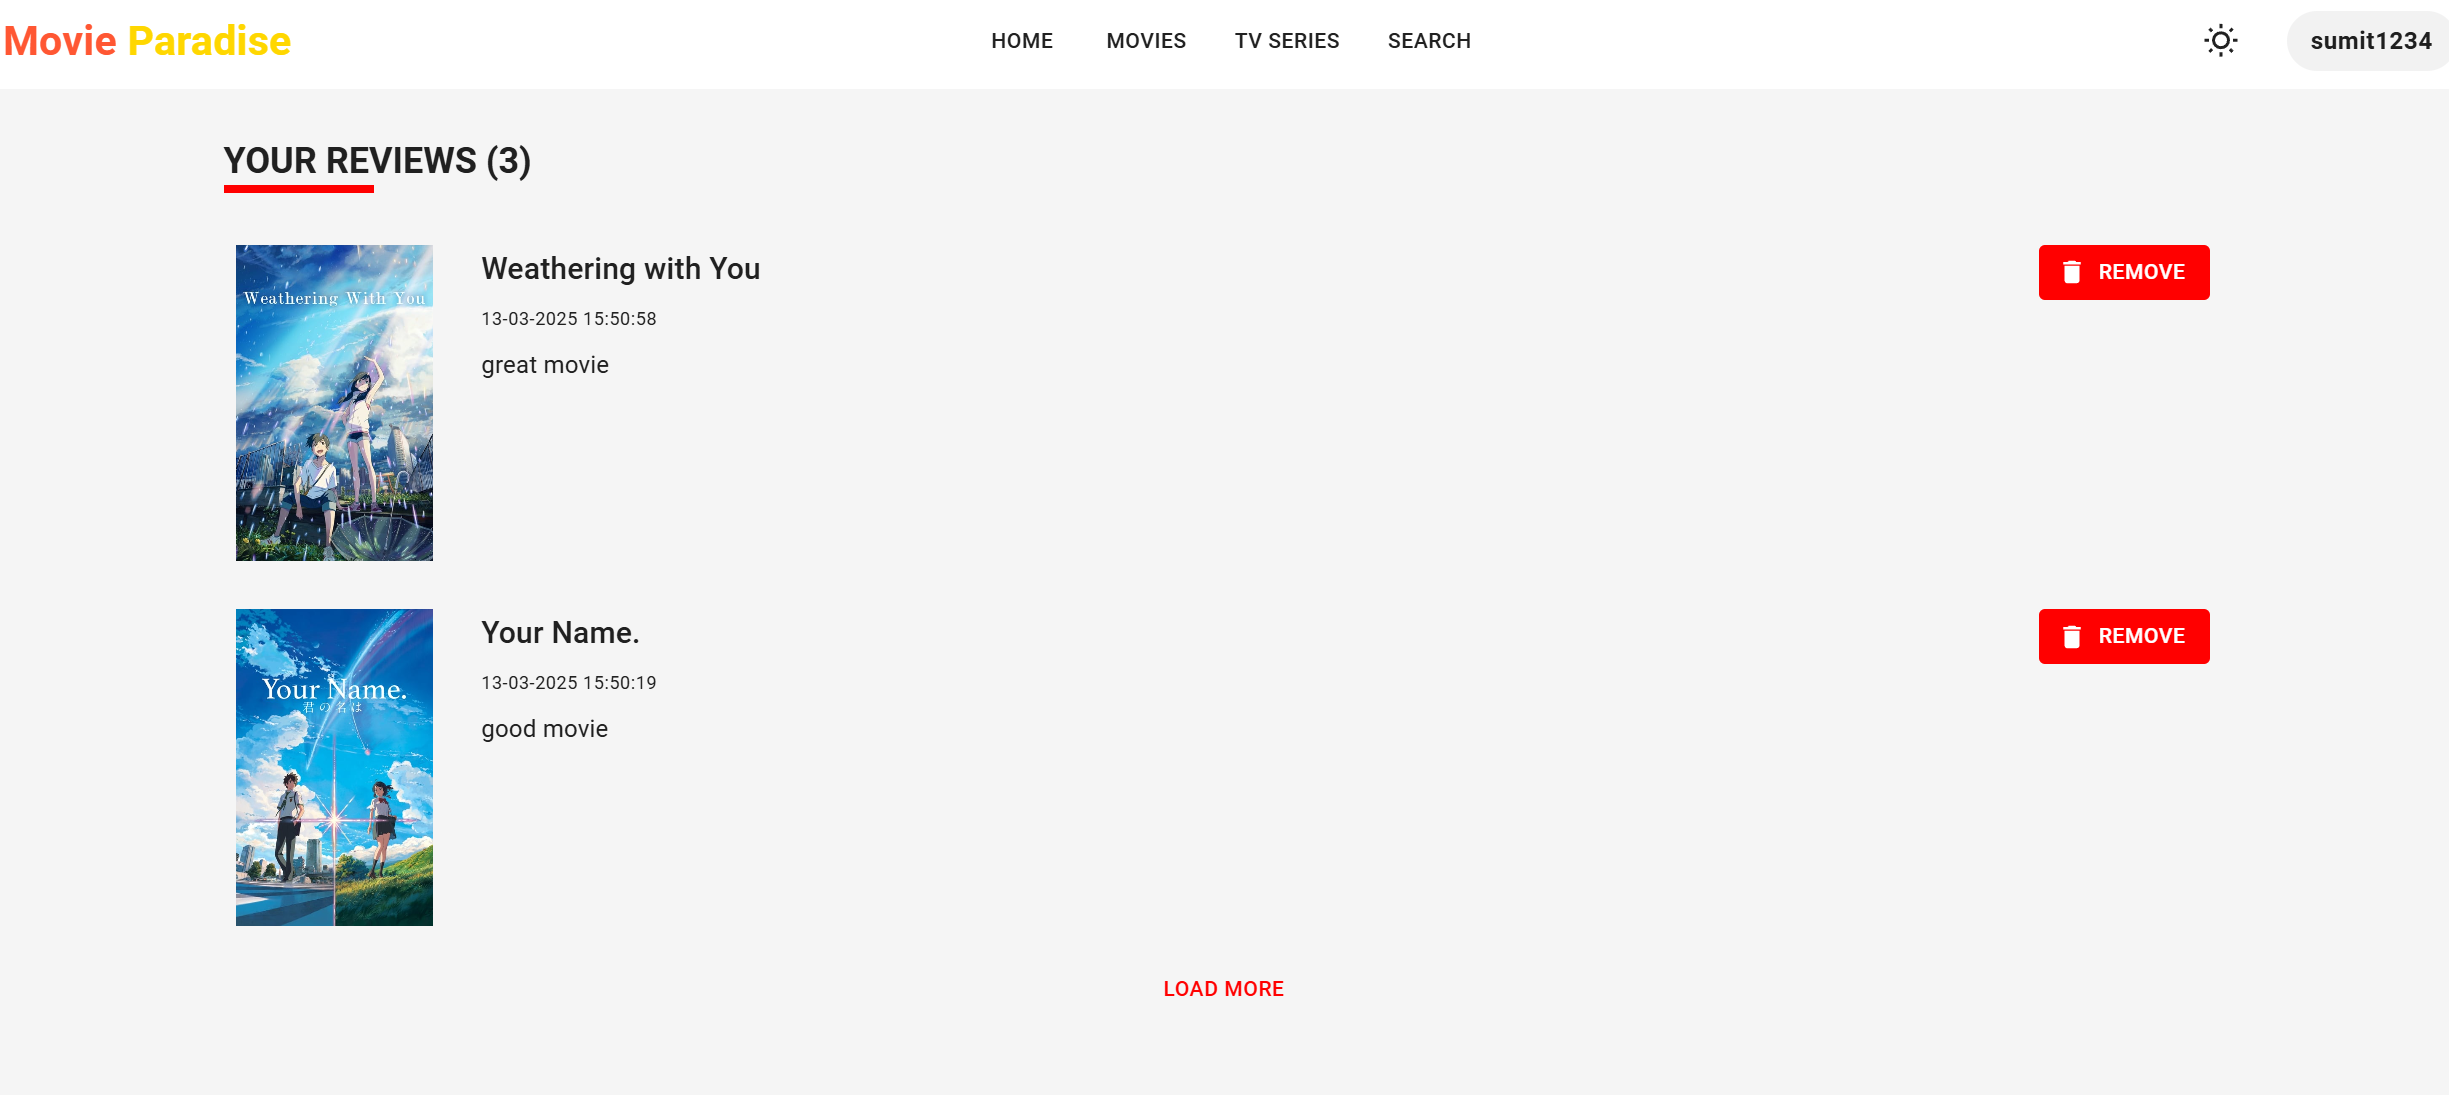 Movie Paradise
HOME MOVIES TV SERIES SEARCH
sumit1234
YOUR REVIEWS (3)
Weathering With You
Weathering with You
13-03-2025 15:50:58
great movie
REMOVE
Your Name.
君の名は
Your Name.
13-03-2025 15:50:19
good movie
REMOVE
LOAD MORE